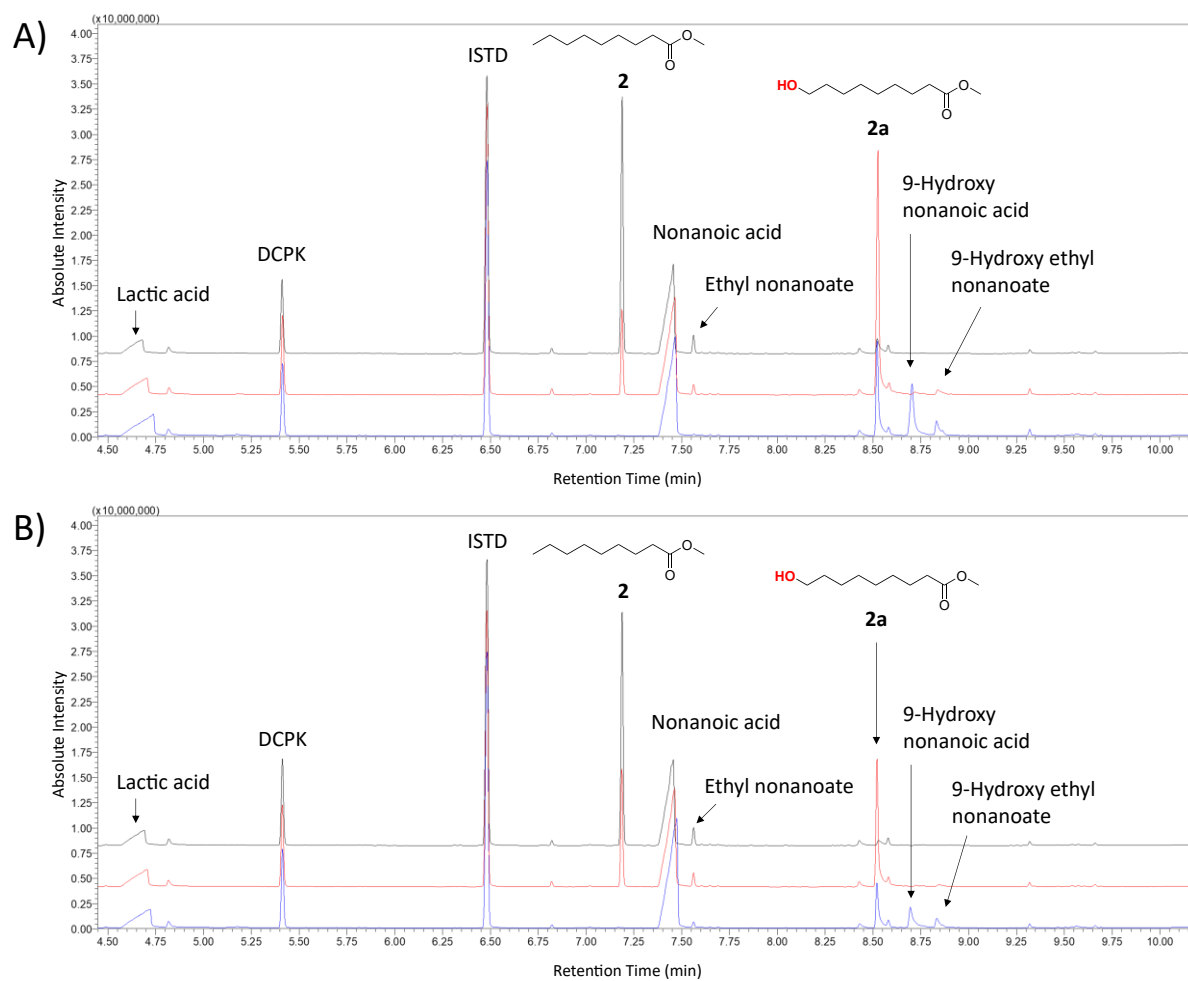 A)
(x10,000,000)
4.00
3.75
3.50
3.25
3.00
2.75
2.50
2.25
2.00
1.75
1.50
1.25
1.00
0.75
0.50
0.25
0.00
Absolute Intensity
Lactic acid
DCPK
ISTD
O
O
2
Nonanoic acid
Ethyl nonanoate
HO
O
O
2a
9-Hydroxy
nonanoic acid
9-Hydroxy ethyl
nonanoate
4.50 4.75 5.00 5.25 5.50 5.75 6.00 6.25 6.50 6.75 7.00 7.25 7.50 7.75 8.00 8.25 8.50 8.75 9.00 9.25 9.50 9.75 10.00
Retention Time (min)
B)
(x10,000,000)
4.00
3.75
3.50
3.25
3.00
2.75
2.50
2.25
2.00
1.75
1.50
1.25
1.00
0.75
0.50
0.25
0.00
Absolute Intensity
Lactic acid
DCPK
ISTD
O
O
2
Nonanoic acid
Ethyl nonanoate
HO
O
O
2a
9-Hydroxy
nonanoic acid
9-Hydroxy ethyl
nonanoate
4.50 4.75 5.00 5.25 5.50 5.75 6.00 6.25 6.50 6.75 7.00 7.25 7.50 7.75 8.00 8.25 8.50 8.75 9.00 9.25 9.50 9.75 10.00
Retention Time (min)